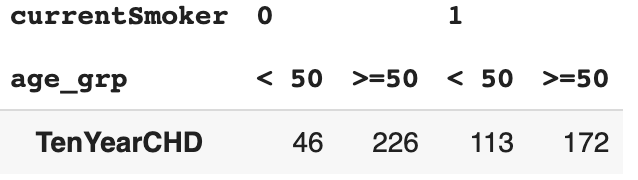 currentSmoker 0 1
age_grp < 50 >=50 < 50 >=50
TenYearCHD 46 226 113 172